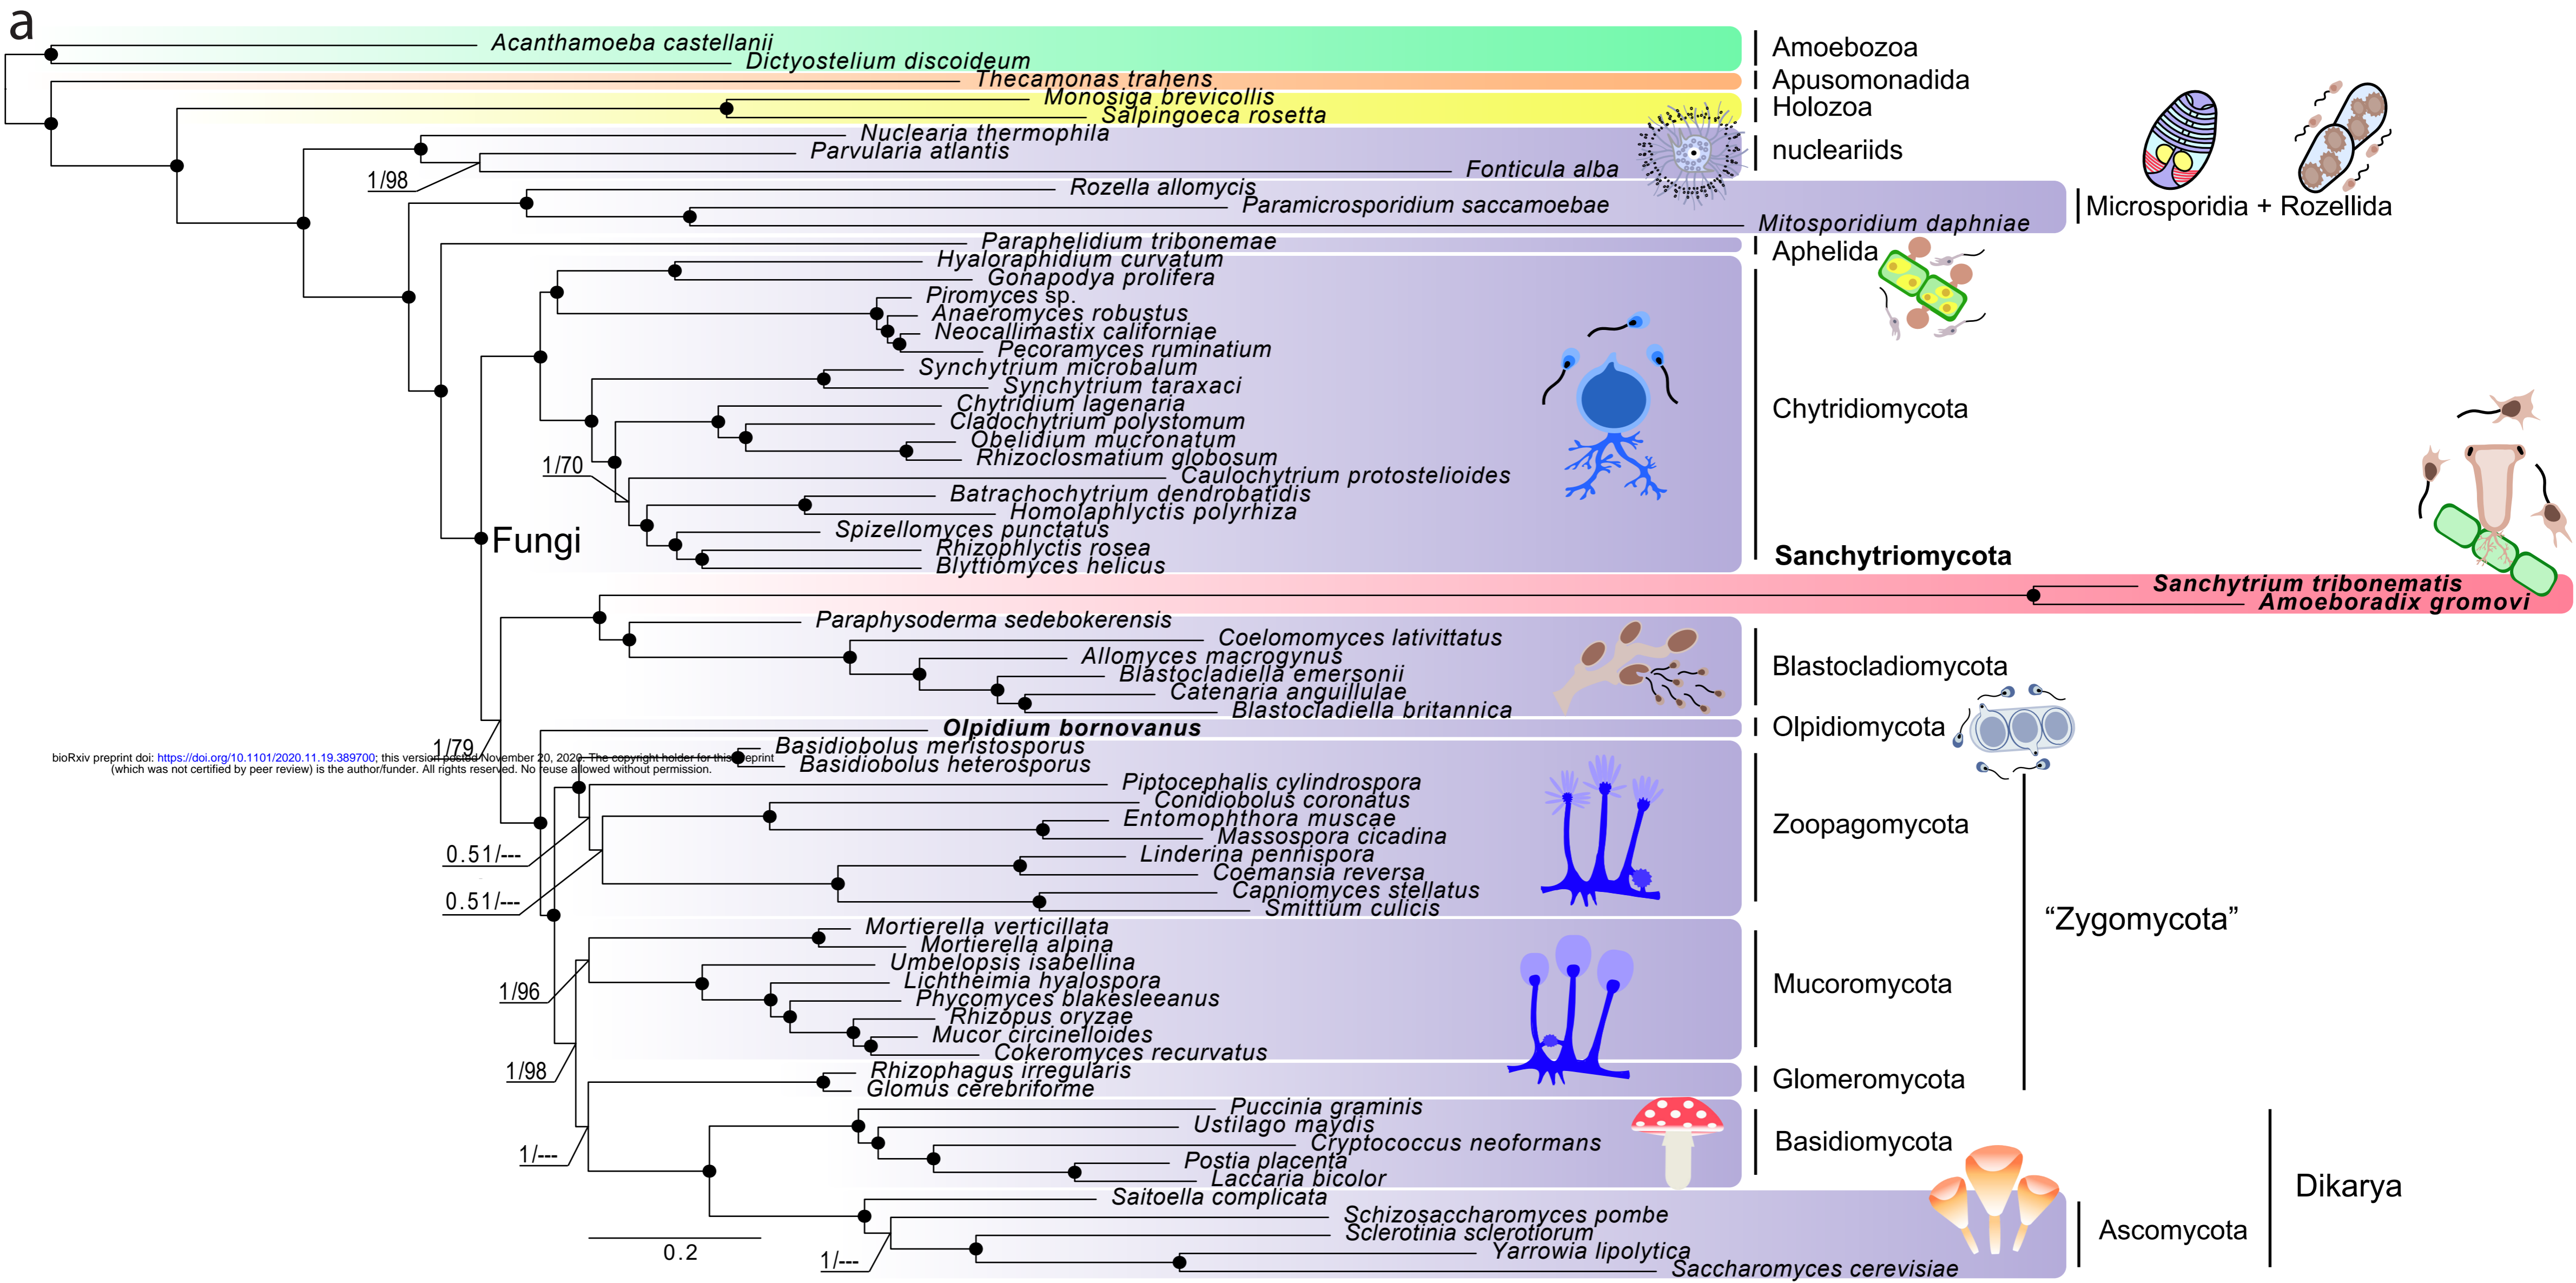 a
Acanthamoeba castellanii
Dictyostelium discoideum
Amoebozoa
Thecamonas trahens
Apusomonadida
Monosiga brevicollis
Salpingoeca rosetta
Holozoa
Nuclearia thermophila
Parvularia atlantis
Fonticula alba
nucleariids
1/98
Rozella allomycis
Paramicrosporidium saccamoebae
Mitosporidium daphniae
Microsporidia + Rozellida
Paraphelidium tribonemae
Aphelida
Hyaloraphidium curvatum
Gonapodya prolifera
Piromyces sp.
Anaeromyces robustus
Neocallimastix californiae
Pecoramyces ruminatium
Synchytrium microbalum
Synchytrium taraxaci
Chytridium lagenaria
Cladochytrium polystomum
Obelidium mucronatum
Rhizoclosmatium globosum
Caulochytrium protostelioides
Batrachochytrium dendrobatidis
Homolaphlyctis polyrhiza
Spizellomyces punctatus
Rhizophlyctis rosea
Blyttiomyces helicus
Chytridiomycota
1/70
Fungi
Sanchytriomycota
Sanchytrium tribonematis
Amoeboradix gromovi
Paraphysoderma sedebokerensis
Coelomomyces lativittatus
Allomyces macrogynus
Blastocladiella emersonii
Catenaria anguillulae
Blastocladiella britannica
Blastocladiomycota
Olpidium bornovanus
Olpidiomycota
1/79
bioRxiv preprint doi: https://doi.org/10.1101/2020.11.19.389700; this version posted November 20, 2020. The copyright holder for this preprint
(which was not certified by peer review) is the author/funder. All rights reserved. No reuse allowed without permission.
Basidiobolus meristosporus
Basidiobolus heterosporus
Piptocephalis cylindrospora
Conidiobolus coronatus
Entomophthora muscae
Massospora cicadina
Linderina pennispora
Coemansia reversa
Capniomyces stellatus
Smittium culicis
Zoopagomycota
0.51/---
0.51/---
“Zygomycota”
Mortierella verticillata
Mortierella alpina
Umbelopsis isabellina
Lichtheimia hyalospora
Phycomyces blakesleeanus
Rhizopus oryzae
Mucor circinelloides
Cokeromyces recurvatus
Mucoromycota
1/96
1/98
Rhizophagus irregularis
Glomus cerebriforme
Glomeromycota
Puccinia graminis
Ustilago maydis
Cryptococcus neoformans
Postia placenta
Laccaria bicolor
Basidiomycota
1/---
Dikarya
Saitoella complicata
Schizosaccharomyces pombe
Sclerotinia sclerotiorum
Yarrowia lipolytica
Saccharomyces cerevisiae
Ascomycota
1/---
0.2